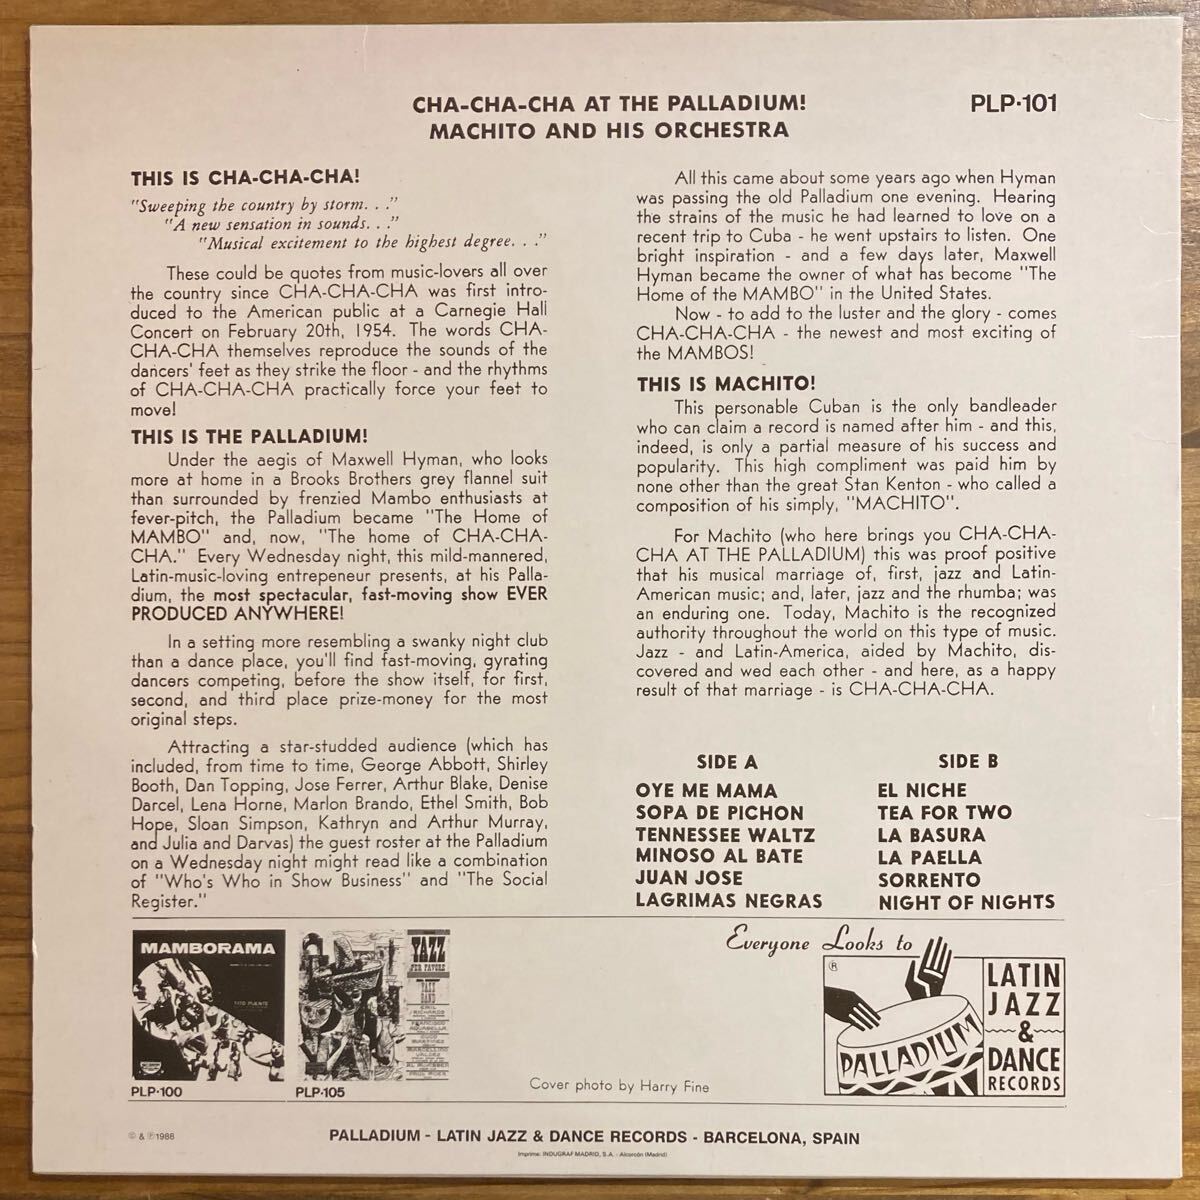 CHA-CHA-CHA AT THE PALLADIUM!
MACHITO AND HIS ORCHESTRA
PLP·101
THIS IS CHA-CHA-CHA!
"Sweeping the country by storm. . ."
"A new sensation in sounds. . ."
"Musical excitement to the highest degree. . ."
These could be quotes from music-lovers all over
the country since CHA-CHA-CHA was first intro-
duced to the American public at a Carnegie Hall
Concert on February 20th, 1954. The words CHA-
CHA-CHA themselves reproduce the sounds of the
dancers' feet as they strike the floor - and the rhythms
of CHA-CHA-CHA practically force your feet to
move!
THIS IS THE PALLADIUM!
Under the aegis of Maxwell Hyman, who looks
more at home in a Brooks Brothers grey flannel suit
than surrounded by frenzied Mambo enthusiasts at
fever-pitch, the Palladium became "The Home of
MAMBO" and, now, "The home of CHA-CHA-
CHA." Every Wednesday night, this mild-mannered,
Latin-music-loving entrepeneur presents, at his Palla-
dium, the most spectacular, fast-moving show EVER
PRODUCED ANYWHERE!
In a setting more resembling a swanky night club
than a dance place, you'll find fast-moving, gyrating
dancers competing, before the show itself, for first,
second, and third place prize-money for the most
original steps.
Attracting a star-studded audience (which has
included, from time to time, George Abbott, Shirley
Booth, Dan Topping, Jose Ferrer, Arthur Blake, Denise
Darcel, Lena Horne, Marlon Brando, Ethel Smith, Bob
Hope, Sloan Simpson, Kathryn and Arthur Murray,
and Julia and Darvas) the guest roster at the Palladium
on a Wednesday night might read like a combination
of "Who's Who in Show Business" and "The Social
Register."
All this came about some years ago when Hyman
was passing the old Palladium one evening. Hearing
the strains of the music he had learned to love on a
recent trip to Cuba - he went upstairs to listen. One
bright inspiration - and a few days later, Maxwell
Hyman became the owner of what has become "The
Home of the MAMBO" in the United States.
Now - to add to the luster and the glory - comes
CHA-CHA-CHA - the newest and most exciting of
the MAMBOS!
THIS IS MACHITO!
This personable Cuban is the only bandleader
who can claim a record is named after him - and this,
indeed, is only a partial measure of his success and
popularity. This high compliment was paid him by
none other than the great Stan Kenton - who called a
composition of his simply, "MACHITO".
For Machito (who here brings you CHA-CHA-
CHA AT THE PALLADIUM) this was proof positive
that his musical marriage of, first, jazz and Latin-
American music; and, later, jazz and the rhumba; was
an enduring one. Today, Machito is the recognized
authority throughout the world on this type of music.
Jazz - and Latin-America, aided by Machito, dis-
covered and wed each other - and here, as a happy
result of that marriage - is CHA-CHA-CHA.
SIDE A
OYE ME MAMA
SOPA DE PICHON
TENNESSEE WALTZ
MINOSO AL BATE
JUAN JOSE
LAGRIMAS NEGRAS
SIDE B
EL NICHE
TEA FOR TWO
LA BASURA
LA PAELLA
SORRENTO
NIGHT OF NIGHTS
MAMBORAMA
TITO PUENTE
PLP·100
YAZZ
POR FAVORE
YAZZ
BAND
EMIL
RICHARDS
FRANCISCO
AQUABELLA
MARTINEZ
MARCELLINO
VALDEZ
PLP·105
Cover photo by Harry Fine
Everyone Looks to
®
PALLADIUM
LATIN
JAZZ
&
DANCE
RECORDS
© & ℗ 1988
PALLADIUM - LATIN JAZZ & DANCE RECORDS - BARCELONA, SPAIN
Imprime: INDUGRAF MADRID, S.A. - Alcorcón (Madrid)